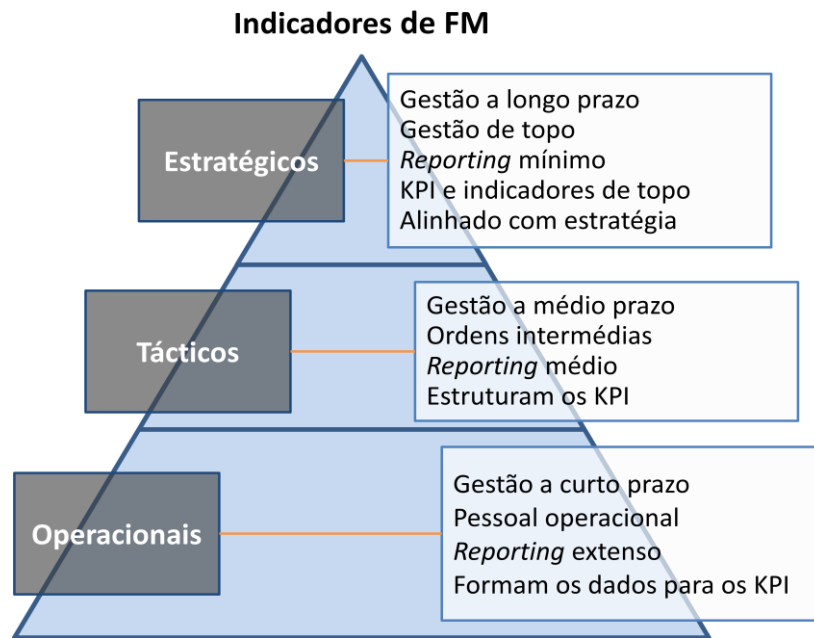 Indicadores de FM
Estratégicos
Gestão a longo prazo
Gestão de topo
Reporting mínimo
KPI e indicadores de topo
Alinhado com estratégia
Tácticos
Gestão a médio prazo
Ordens intermédias
Reporting médio
Estruturam os KPI
Operacionais
Gestão a curto prazo
Pessoal operacional
Reporting extenso
Formam os dados para os KPI